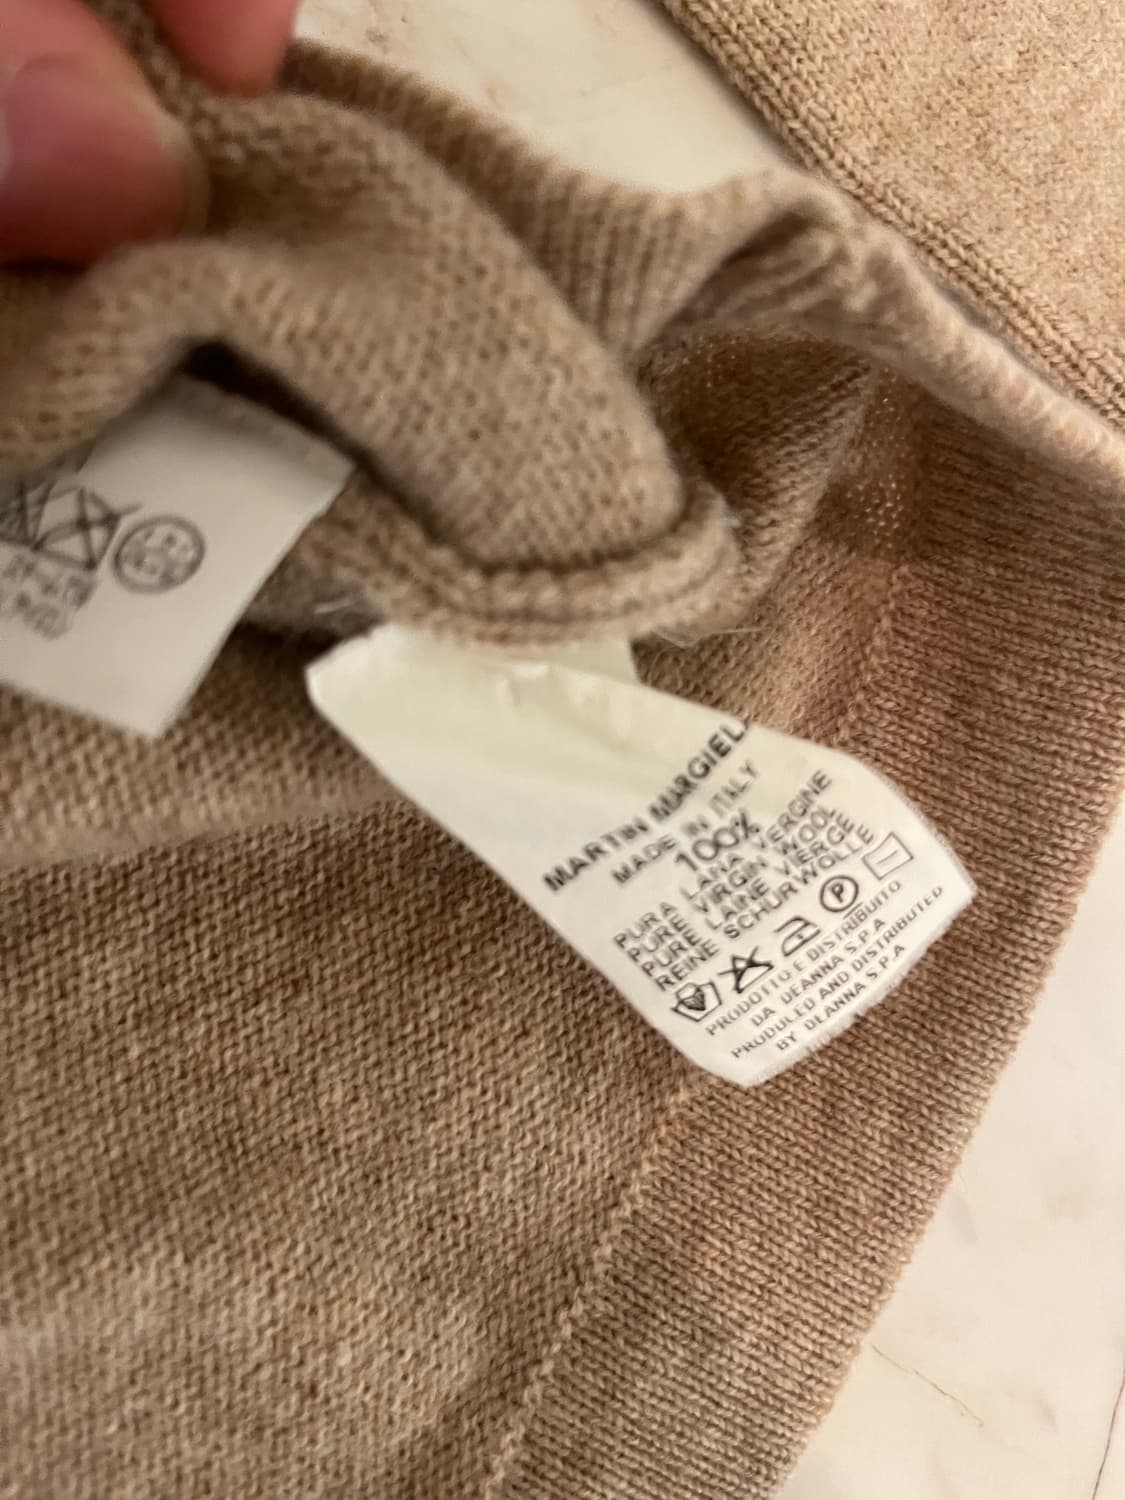 MARTIN MARGIEL
MADE IN ITALY
100%
PURA LANA VERGINE
PURE VIRGIN WOOL
PURE LAINE VIERGE
REINE SCHURWOLLE
P
PRODOTTO E DISTRIBUITO
DA DEANNA S.P.A
PRODUCED AND DISTRIBUTED
BY DEANNA S.P.A